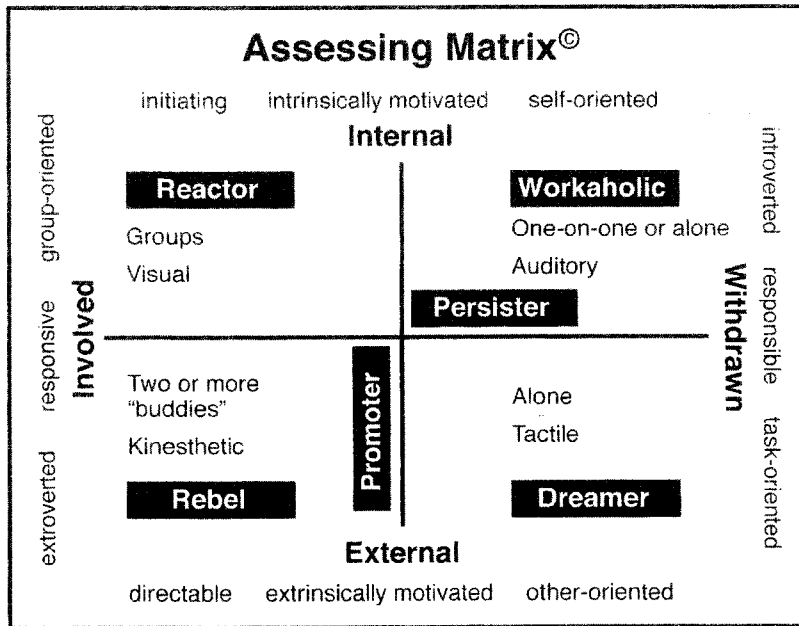 Assessing Matrix©
initiating intrinsically motivated self-oriented
Internal
group-oriented
responsive
extroverted
Involved
Reactor
Groups
Visual
Workaholic
One-on-one or alone
Auditory
Persister
Two or more
“buddies”
Kinesthetic
Rebel
Promoter
Alone
Tactile
Dreamer
Withdrawn
introverted
responsible
task-oriented
External
directable extrinsically motivated other-oriented